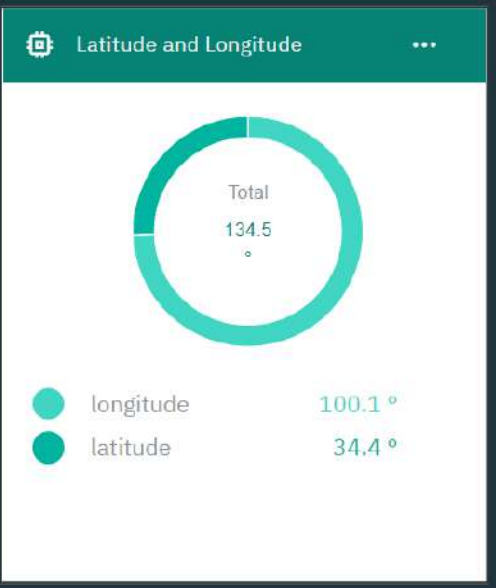 Latitude and Longitude
Total
134.5
°
longitude 100.1 °
latitude 34.4 °